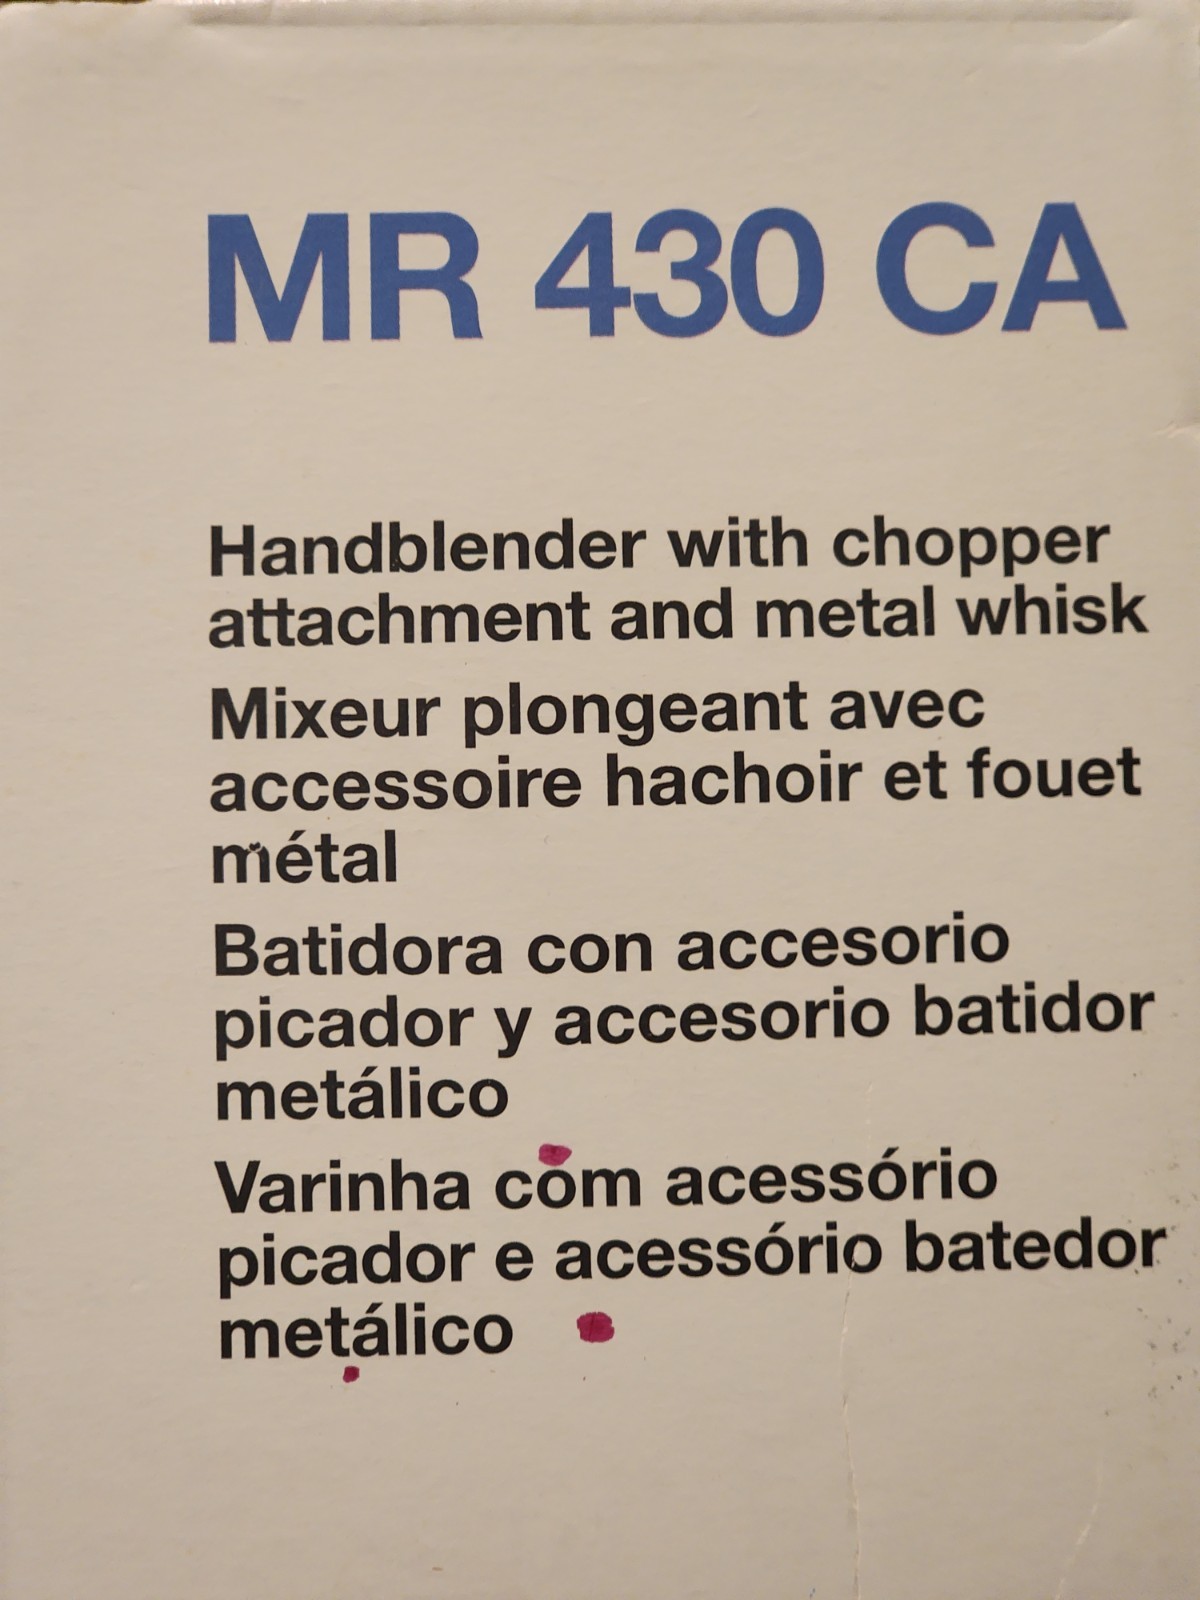 MR 430 CA
Handblender with chopper
attachment and metal whisk
Mixeur plongeant avec
accessoire hachoir et fouet
métal
Batidora con accesorio
picador y accesorio batidor
metálico
Varinha com acessório
picador e acessório batedor
metálico